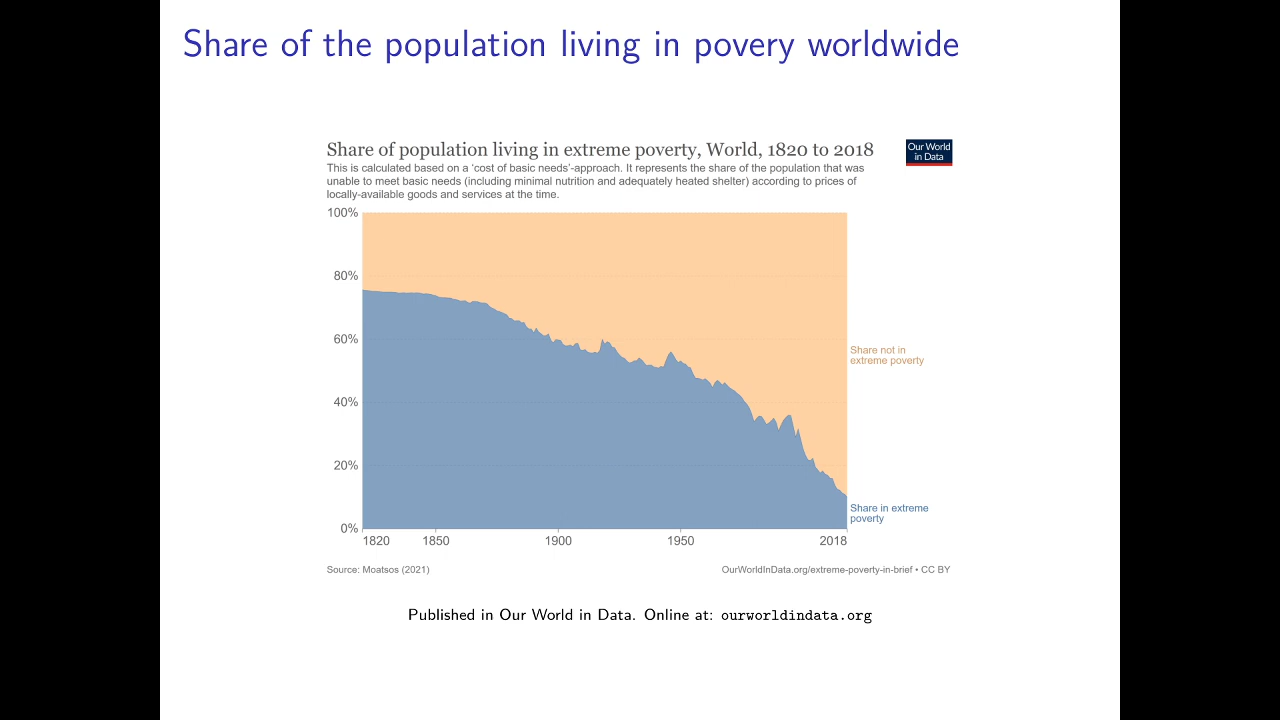 Share of the population living in povery worldwide
Share of population living in extreme poverty, World, 1820 to 2018
Our World
in Data
This is calculated based on a 'cost of basic needs'-approach. It represents the share of the population that was
unable to meet basic needs (including minimal nutrition and adequately heated shelter) according to prices of
locally-available goods and services at the time.
100%
80%
60%
40%
20%
0%
Share not in
extreme poverty
Share in extreme
poverty
1820 1850 1900 1950 2018
Source: Moatsos (2021) OurWorldInData.org/extreme-poverty-in-brief • CC BY
Published in Our World in Data. Online at: ourworldindata.org